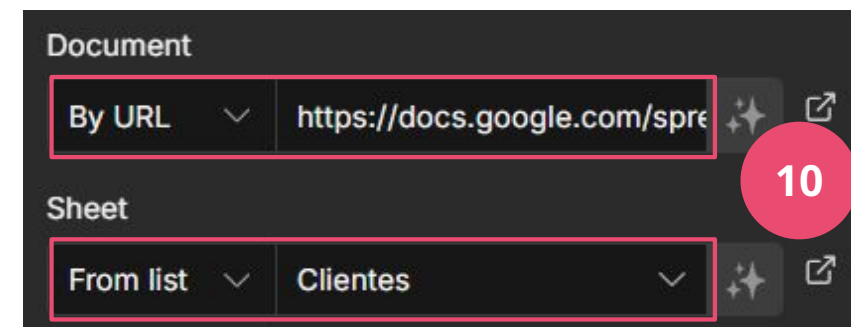 Document
By URL https://docs.google.com/spre
10
Sheet
From list Clientes